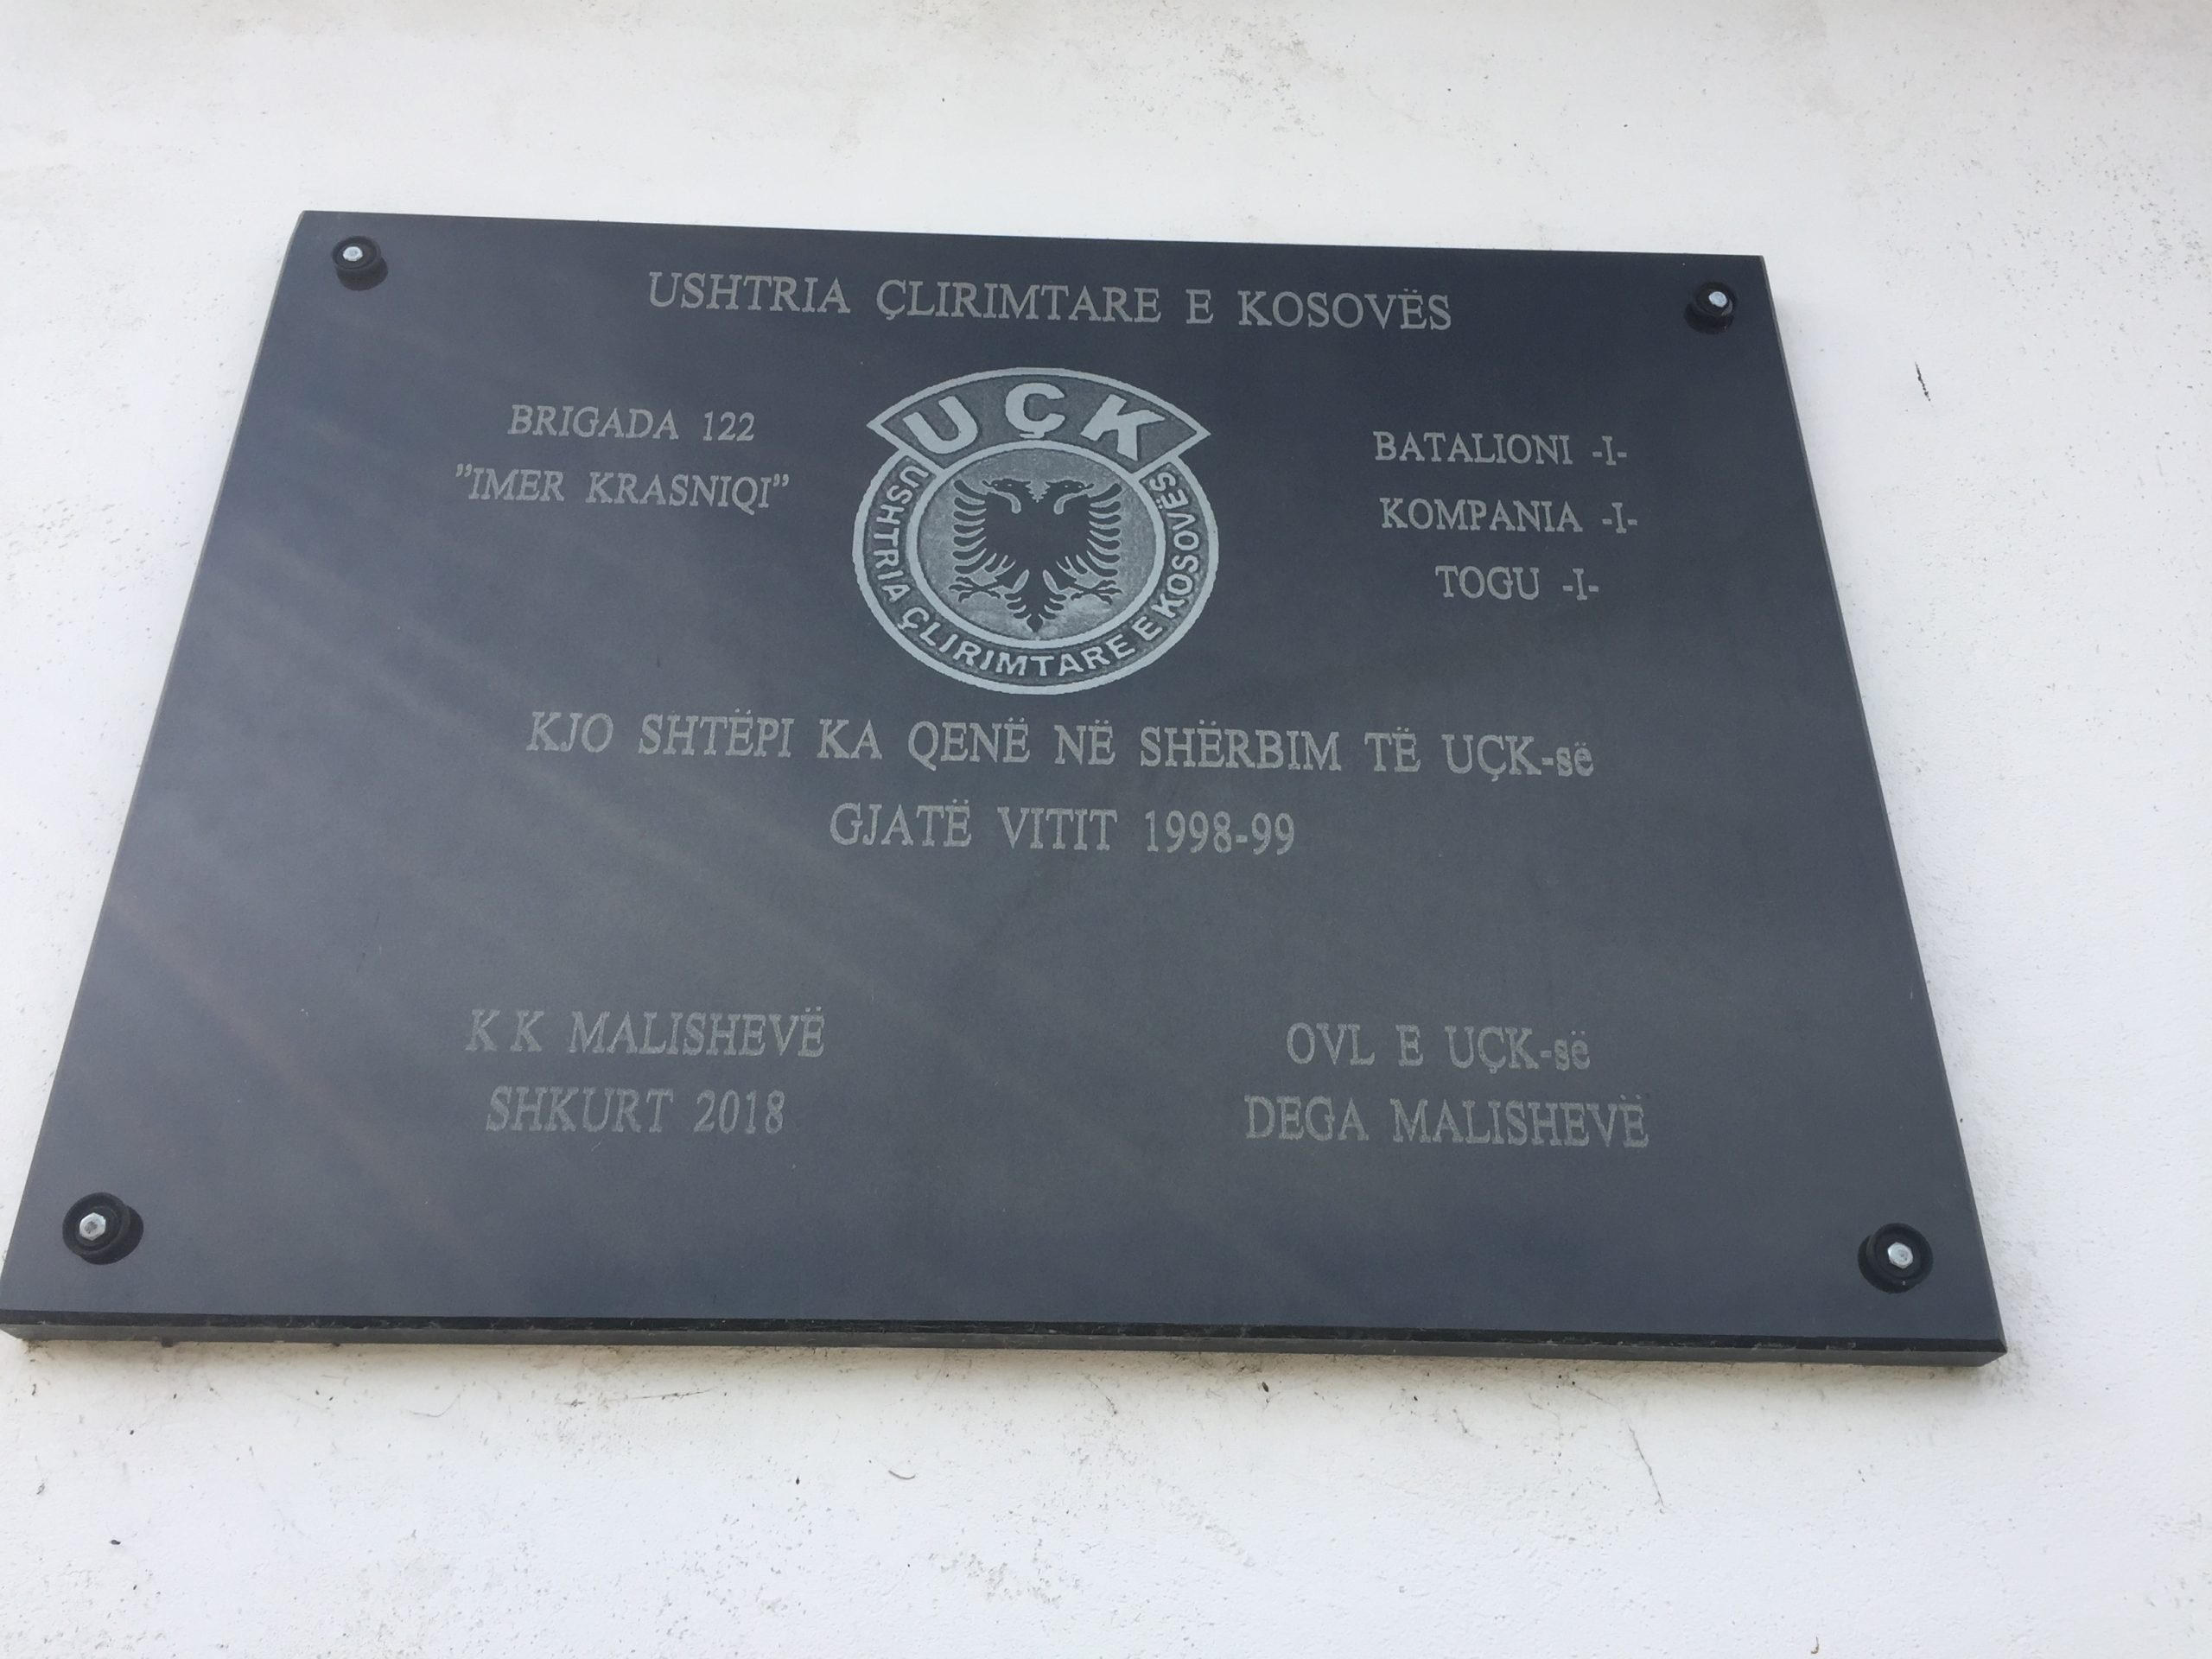 USHTRIA ÇLIRIMTARE E KOSOVËS
BRIGADA 122
"IMER KRASNIQI"
UÇK
USHTRIA ÇLIRIMTARE E KOSOVËS
BATALIONI -I-
KOMPANIA -I-
TOGU -I-
KJO SHTËPI KA QENË NË SHËRBIM TË UÇK-së
GJATË VITIT 1998-99
K K MALISHEVË
SHKURT 2018
OVL E UÇK-së
DEGA MALISHEVË